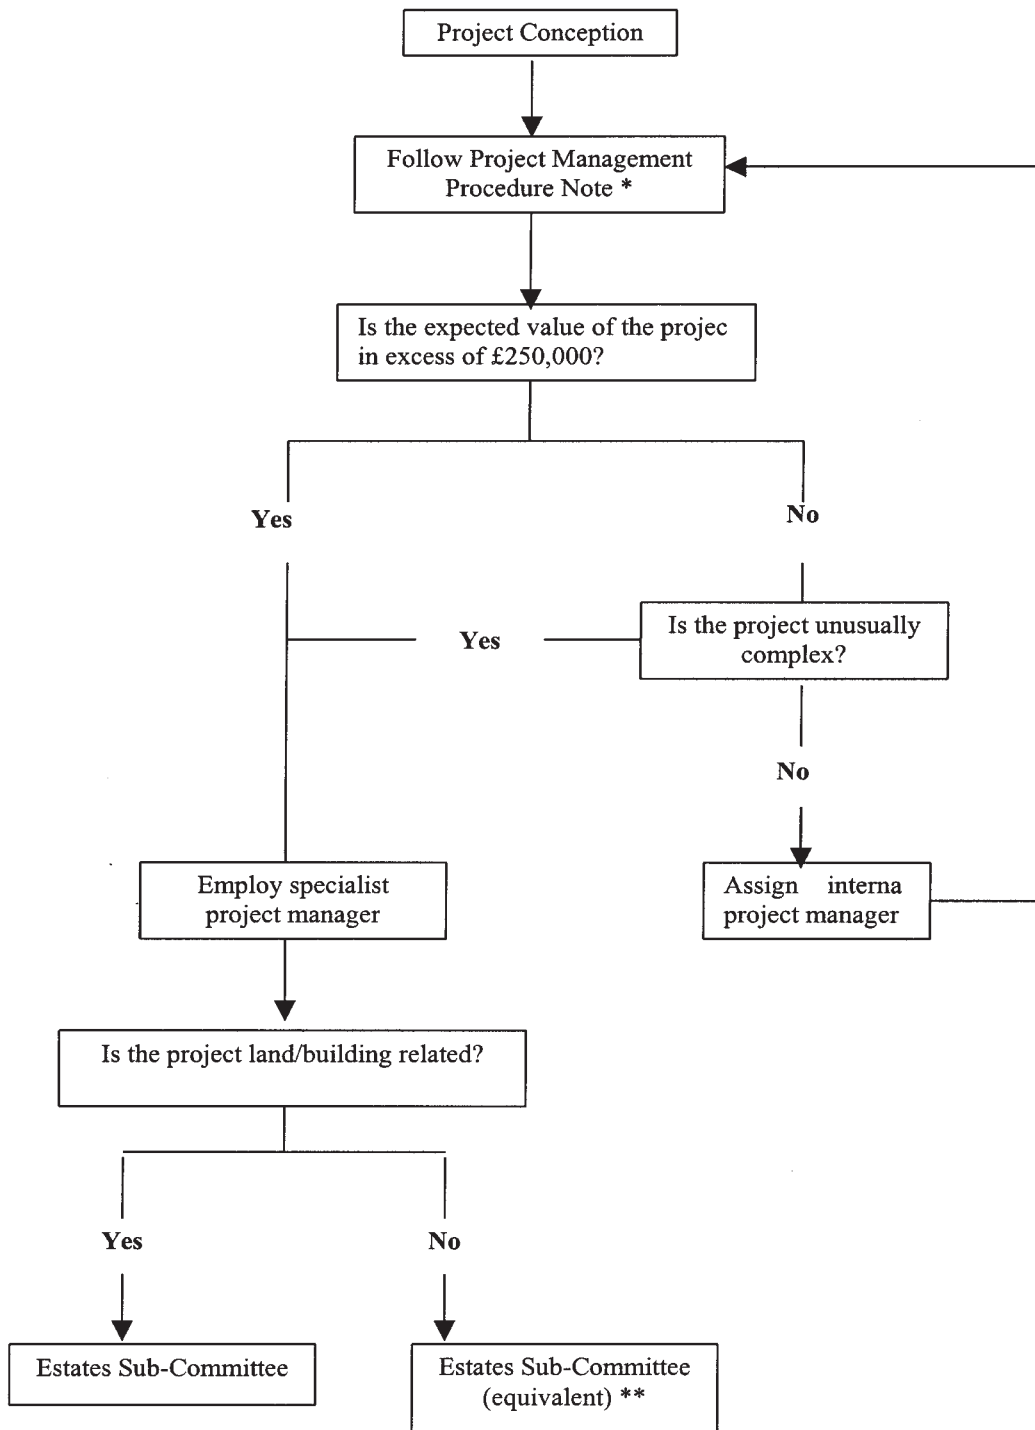 Project Conception
Follow Project Management
Procedure Note *
Is the expected value of the projec
in excess of £250,000?
Yes
No
Is the project unusually
complex?
Yes
No
Employ specialist
project manager
Assign interna
project manager
Is the project land/building related?
Yes
No
Estates Sub-Committee
Estates Sub-Committee
(equivalent) **